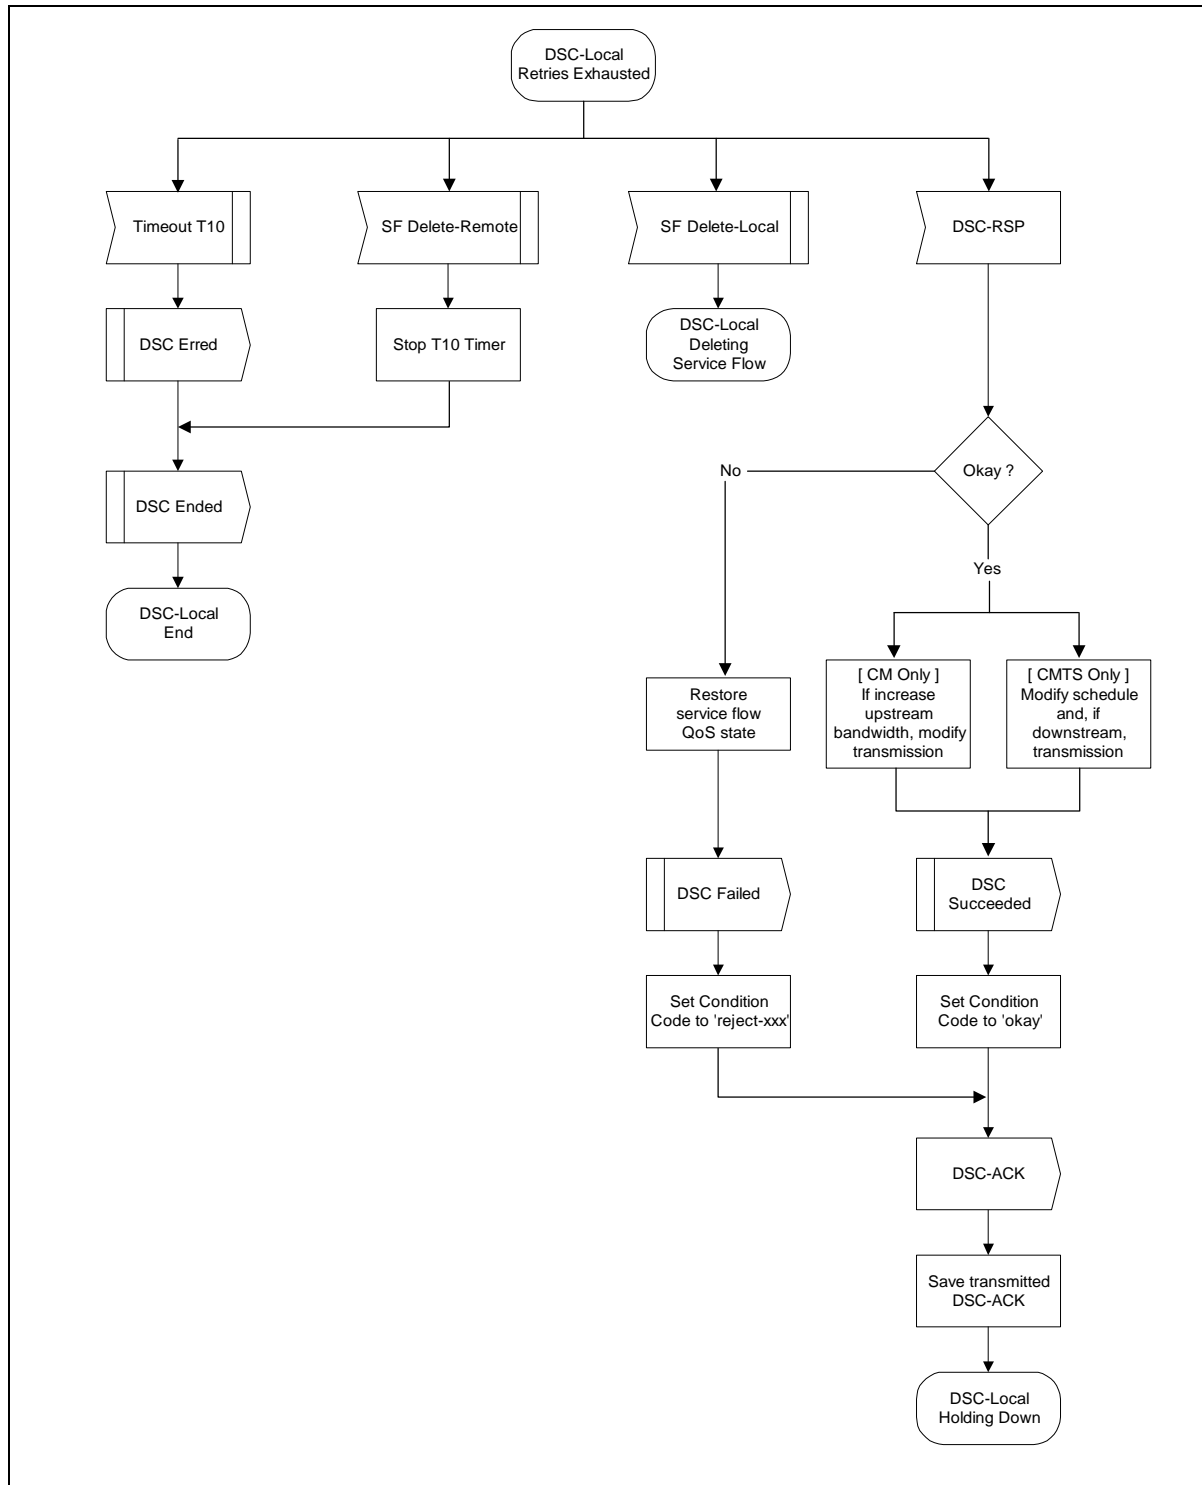 DSC-Local
Retries Exhausted
Timeout T10
SF Delete-Remote
SF Delete-Local
DSC-RSP
DSC Erred
Stop T10 Timer
DSC-Local
Deleting
Service Flow
Okay ?
No
DSC Ended
Yes
DSC-Local
End
Restore
service flow
QoS state
[ CM Only ]
If increase
upstream
bandwidth, modify
transmission
[ CMTS Only ]
Modify schedule
and, if
downstream,
transmission
DSC Failed
DSC
Succeeded
Set Condition
Code to 'reject-xxx'
Set Condition
Code to 'okay'
DSC-ACK
Save transmitted
DSC-ACK
DSC-Local
Holding Down